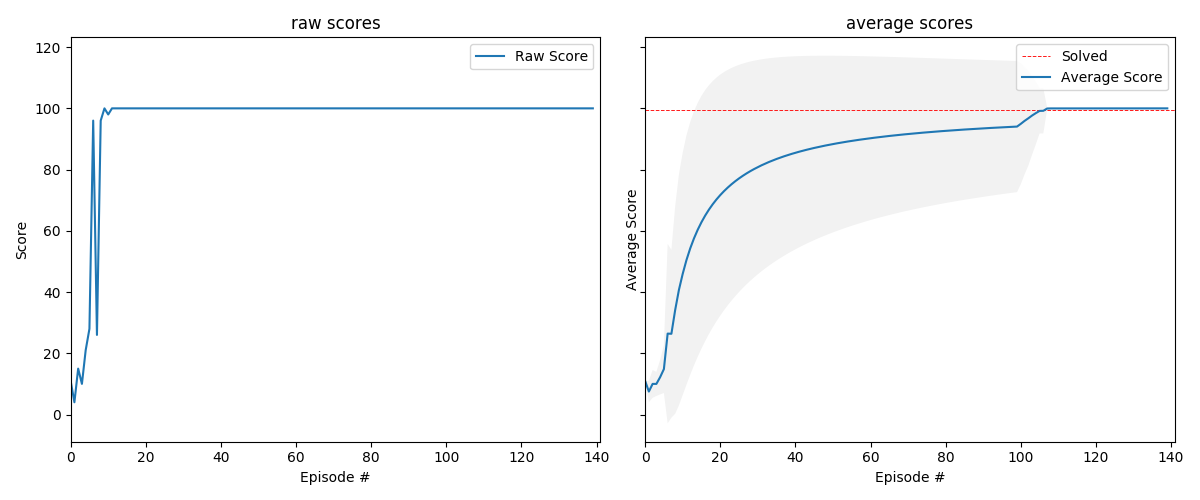 raw scores
120
100
80
60
40
20
0
Score
Raw Score
0 20 40 60 80 100 120 140
Episode #
average scores
Average Score
Solved
Average Score
0 20 40 60 80 100 120 140
Episode #